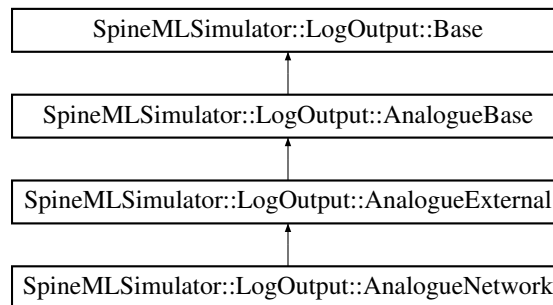 SpineMLSimulator::LogOutput::Base
SpineMLSimulator::LogOutput::AnalogueBase
SpineMLSimulator::LogOutput::AnalogueExternal
SpineMLSimulator::LogOutput::AnalogueNetwork